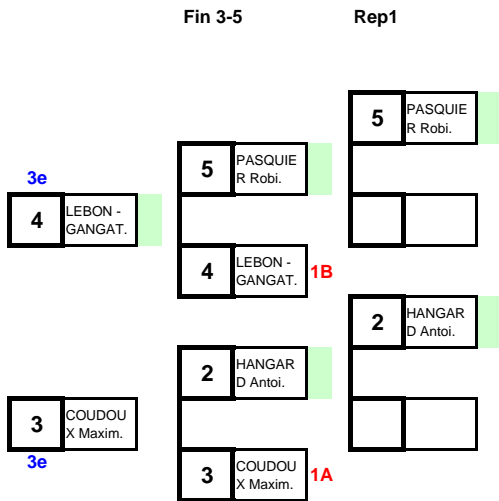 Fin 3-5 Rep1
5 PASQUIE
R Robi.
5 PASQUIE
R Robi.
3e
4 LEBON -
GANGAT.
4 LEBON -
GANGAT. 1B
2 HANGAR
D Antoi.
2 HANGAR
D Antoi.
3 COUDOU
X Maxim.
3e
3 COUDOU
X Maxim. 1A